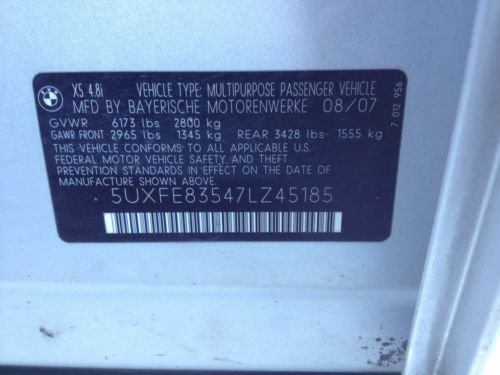 X5 4.8i VEHICLE TYPE: MULTIPURPOSE PASSENGER VEHICLE
MFD BY BAYERISCHE MOTORENWERKE 08/07
GVWR 6173 lbs 2800 kg
GAWR FRONT 2965 lbs 1345 kg REAR 3428 lbs 1555 kg
THIS VEHICLE CONFORMS TO ALL APPLICABLE U.S.
FEDERAL MOTOR VEHICLE SAFETY AND THEFT
PREVENTION STANDARDS IN EFFECT ON THE DATE OF
MANUFACTURE SHOWN ABOVE.
5UXFE83547LZ45185
7 012 956
BMW